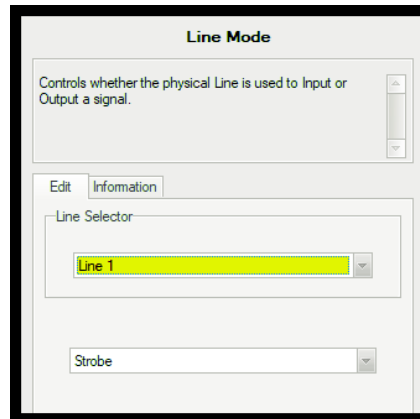 Line Mode
Controls whether the physical Line is used to Input or
Output a signal.
Edit Information
Line Selector
Line 1
Strobe